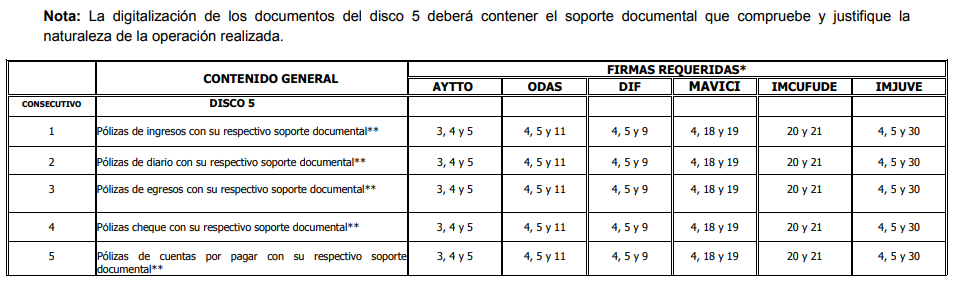 Nota: La digitalización de los documentos del disco 5 deberá contener el soporte documental que compruebe y justifique la
naturaleza de la operación realizada.
CONTENIDO GENERAL FIRMAS REQUERIDAS*
AYTTO ODAS DIF MAVICI IMCUFUDE IMJUVE
CONSECUTIVO DISCO 5
1 Pólizas de ingresos con su respectivo soporte documental** 3, 4 y 5 4, 5 y 11 4, 5 y 9 4, 18 y 19 20 y 21 4, 5 y 30
2 Pólizas de diario con su respectivo soporte documental** 3, 4 y 5 4, 5 y 11 4, 5 y 9 4, 18 y 19 20 y 21 4, 5 y 30
3 Pólizas de egresos con su respectivo soporte documental** 3, 4 y 5 4, 5 y 11 4, 5 y 9 4, 18 y 19 20 y 21 4, 5 y 30
4 Pólizas cheque con su respectivo soporte documental** 3, 4 y 5 4, 5 y 11 4, 5 y 9 4, 18 y 19 20 y 21 4, 5 y 30
5 Pólizas de cuentas por pagar con su respectivo soporte 3, 4 y 5 4, 5 y 11 4, 5 y 9 4, 18 y 19 20 y 21 4, 5 y 30
documental**